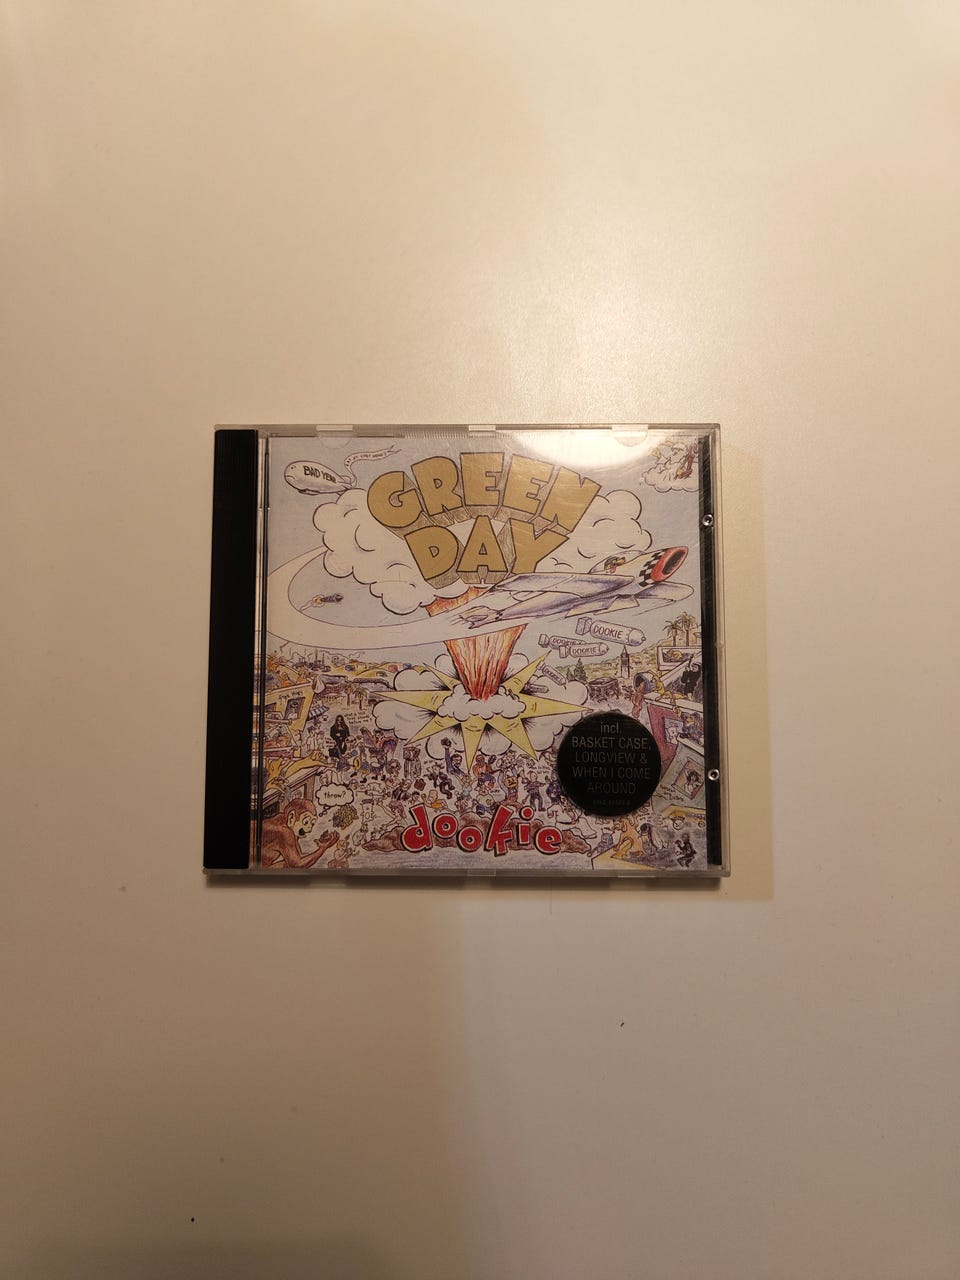 BAD YEAR
GREEN
DAY
DOOKIE
DOOKIE
DOOKIE
throw?
incl.
BASKET CASE,
LONGVIEW &
WHEN I COME
AROUND
dookie